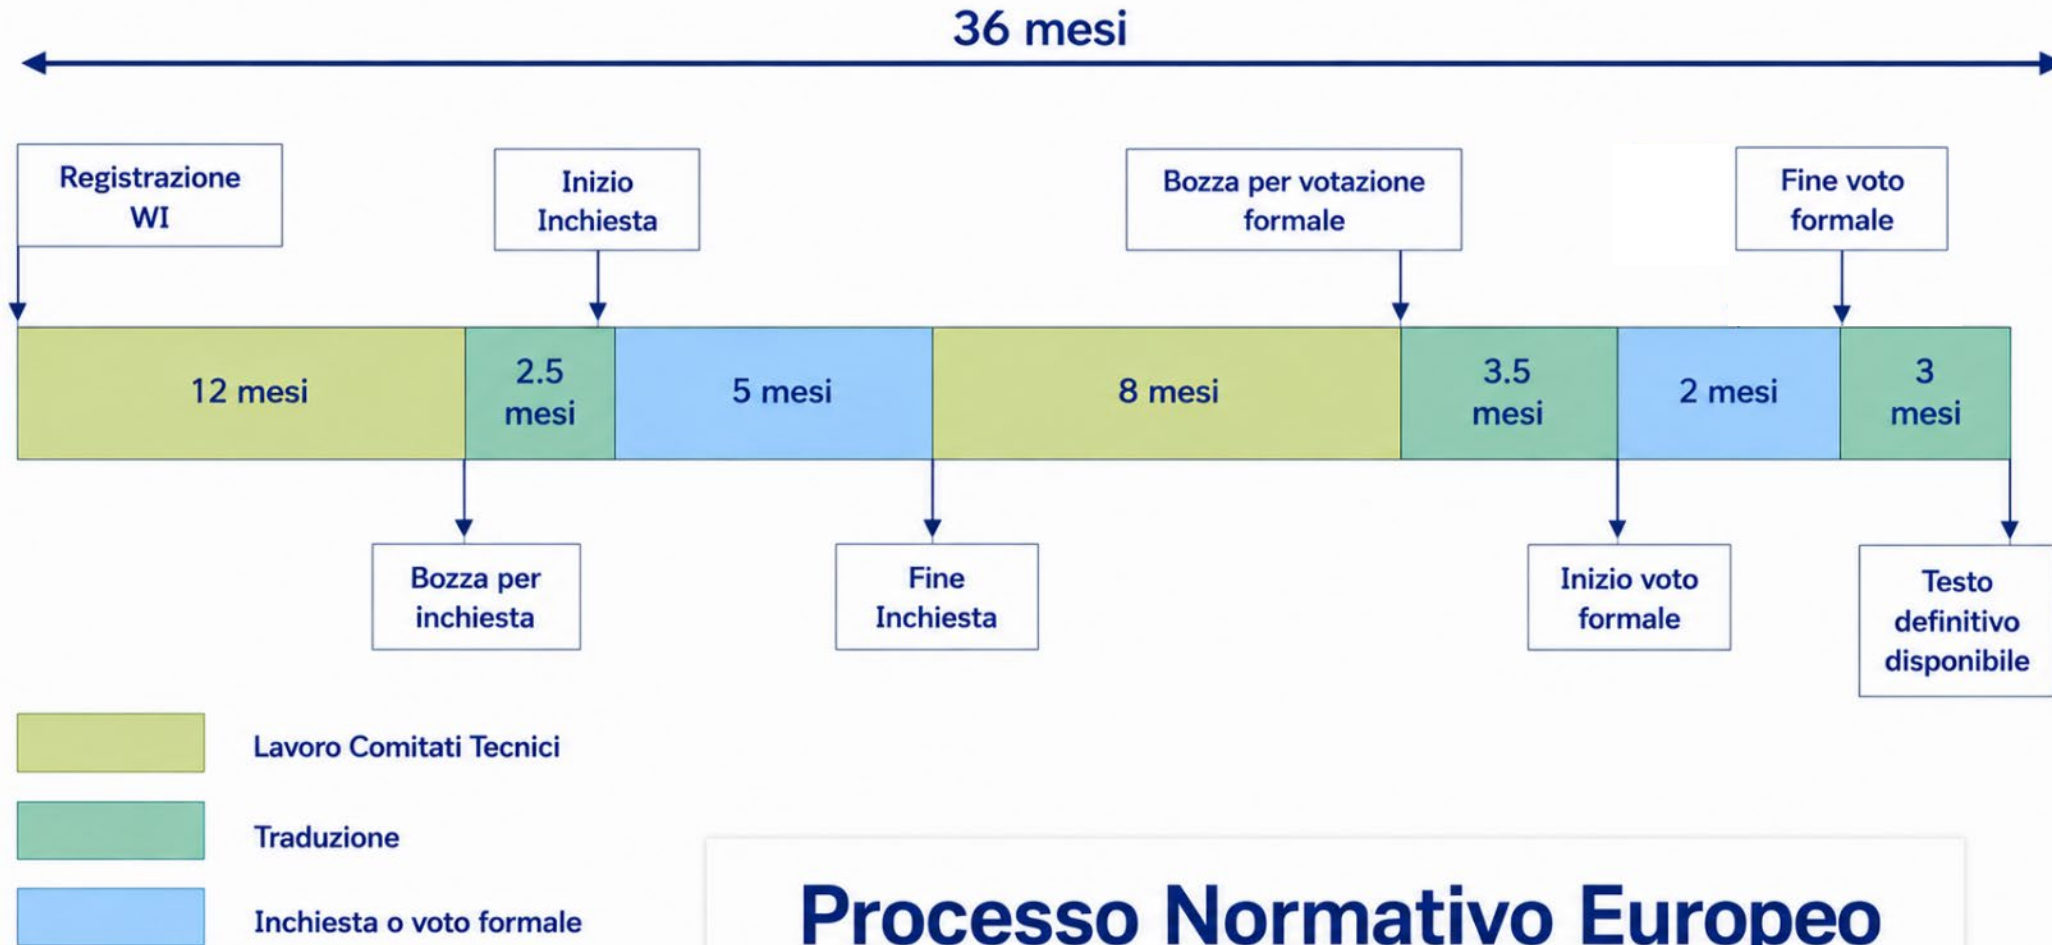 36 mesi
Registrazione
WI
Inizio
Inchiesta
Bozza per votazione
formale
Fine voto
formale
12 mesi
2.5
mesi
5 mesi
8 mesi
3.5
mesi
2 mesi
3
mesi
Bozza per
inchiesta
Fine
Inchiesta
Inizio voto
formale
Testo
definitivo
disponibile
Lavoro Comitati Tecnici
Traduzione
Inchiesta o voto formale
Processo Normativo Europeo